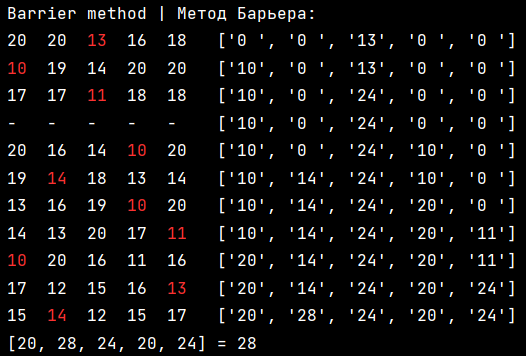 Barrier method | Метод Барьера:
20  20  13  16  18   ['0 ', '0 ', '13', '0 ', '0 ']
10  19  14  20  20   ['10', '0 ', '13', '0 ', '0 ']
17  17  11  18  18   ['10', '0 ', '24', '0 ', '0 ']
-   -   -   -   -    ['10', '0 ', '24', '0 ', '0 ']
20  16  14  10  20   ['10', '0 ', '24', '10', '0 ']
19  14  18  13  14   ['10', '14', '24', '10', '0 ']
13  16  19  10  20   ['10', '14', '24', '20', '0 ']
14  13  20  17  11   ['10', '14', '24', '20', '11']
10  20  16  11  16   ['20', '14', '24', '20', '11']
17  12  15  16  13   ['20', '14', '24', '20', '24']
15  14  12  15  17   ['20', '28', '24', '20', '24']
[20, 28, 24, 20, 24] = 28